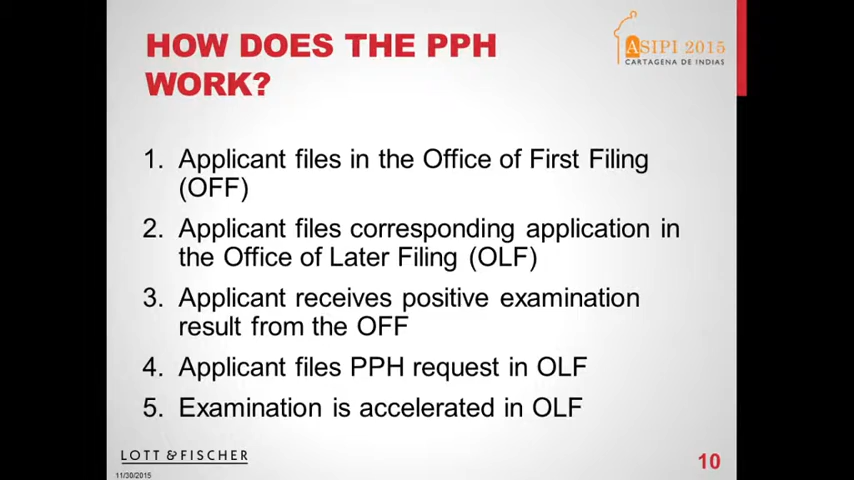 HOW DOES THE PPH
WORK?
ASIPI 2015
CARTAGENA DE INDIAS
1. Applicant files in the Office of First Filing
(OFF)
2. Applicant files corresponding application in
the Office of Later Filing (OLF)
3. Applicant receives positive examination
result from the OFF
4. Applicant files PPH request in OLF
5. Examination is accelerated in OLF
LOTT & FISCHER
10
11/30/2015